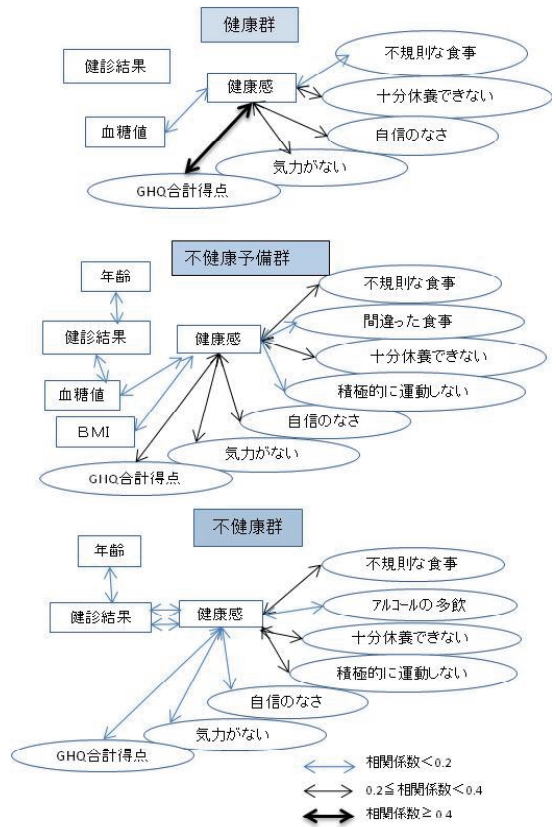 健康群
健診結果
健康感
血糖値
不規則な食事
十分休養できない
自信のなさ
気力がない
GHQ合計得点
不健康予備群
年齢
健診結果
健康感
血糖値
BMI
不規則な食事
間違った食事
十分休養できない
積極的に運動しない
自信のなさ
気力がない
GHQ合計得点
不健康群
年齢
健診結果
健康感
不規則な食事
アルコールの多飲
十分休養できない
積極的に運動しない
自信のなさ
気力がない
GHQ合計得点
相関係数<0.2
0.2≦相関係数<0.4
相関係数≥0.4